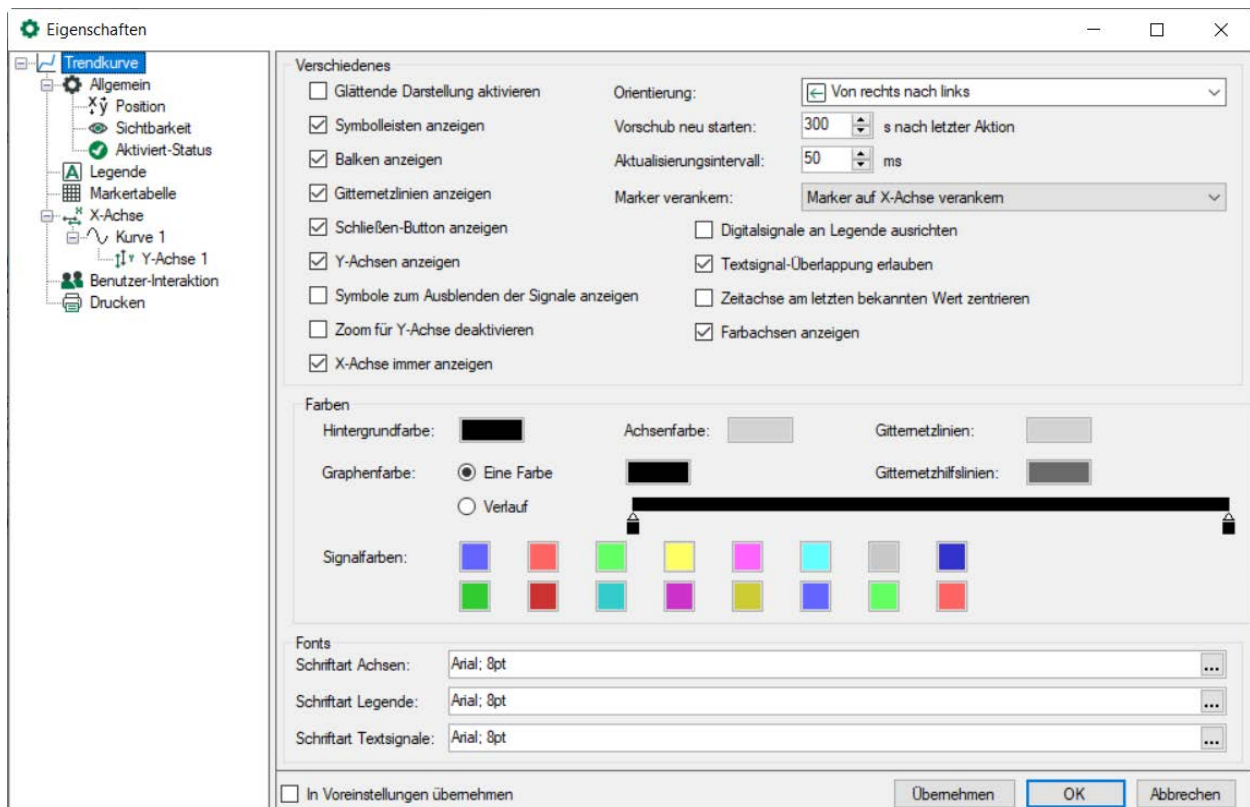 Eigenschaften
Trendkurve
Allgemein
Position
Sichtbarkeit
Aktiviert-Status
Legende
Markertabelle
X-Achse
Kurve 1
Y-Achse 1
Benutzer-Interaktion
Drucken
Verschiedenes
Glättende Darstellung aktivieren
Symbolleisten anzeigen
Balken anzeigen
Gitternetzlinien anzeigen
Schließen-Button anzeigen
Y-Achsen anzeigen
Symbole zum Ausblenden der Signale anzeigen
Zoom für Y-Achse deaktivieren
X-Achse immer anzeigen
Orientierung: Von rechts nach links
Vorschub neu starten: 300 s nach letzter Aktion
Aktualisierungsintervall: 50 ms
Marker verankern: Marker auf X-Achse verankern
Digitalsignale an Legende ausrichten
Textsignal-Überlappung erlauben
Zeitachse am letzten bekannten Wert zentrieren
Farbachsen anzeigen
Farben
Hintergrundfarbe: Achsenfarbe: Gitternetzlinien:
Graphenfarbe: Eine Farbe Gitternetzhilfslinien:
Verlauf
Signalfarben:
Fonts
Schriftart Achsen: Arial; 8pt ...
Schriftart Legende: Arial; 8pt ...
Schriftart Textsignale: Arial; 8pt ...
In Voreinstellungen übernehmen Übernehmen OK Abbrechen